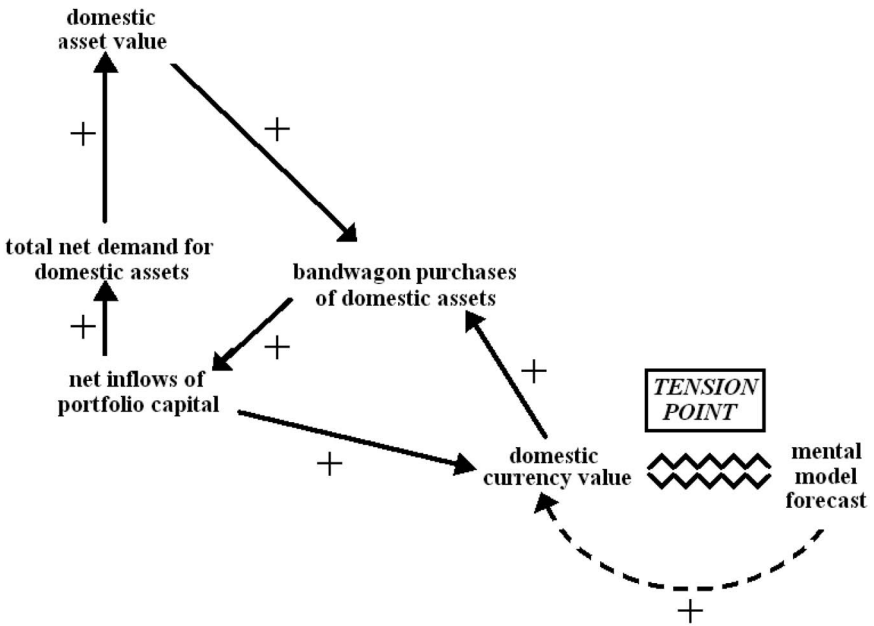 domestic
asset value
+
+
total net demand for
domestic assets
bandwagon purchases
of domestic assets
+
+
net inflows of
portfolio capital
+
+
TENSION
POINT
domestic
currency value
mental
model
forecast
+